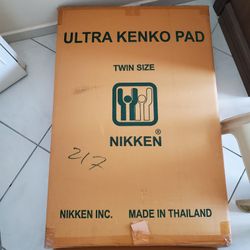 ULTRA KENKO PAD
TWIN SIZE
®
NIKKEN
217
NIKKEN INC. MADE IN THAILAND